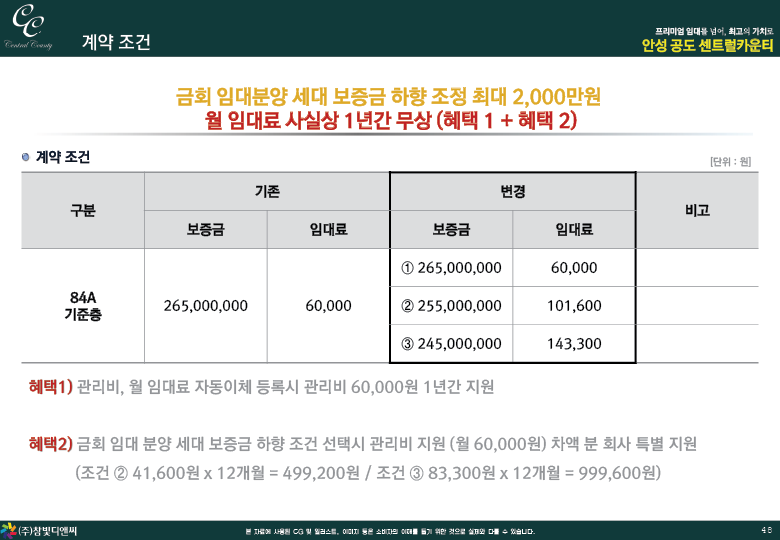 CC
Central County
계약 조건
프리미엄 임대를 넘어, 최고의 가치로
안성 공도 센트럴카운티
금회 임대분양 세대 보증금 하향 조정 최대 2,000만원
월 임대료 사실상 1년간 무상 (혜택 1 + 혜택 2)
계약 조건
[단위 : 원]
구분 기존 변경 비고
보증금 임대료 보증금 임대료
84A 기준층 265,000,000 60,000
① 265,000,000 60,000
② 255,000,000 101,600
③ 245,000,000 143,300
혜택1) 관리비, 월 임대료 자동이체 등록시 관리비 60,000원 1년간 지원
혜택2) 금회 임대 분양 세대 보증금 하향 조건 선택시 관리비 지원 (월 60,000원) 차액 분 회사 특별 지원
(조건 ② 41,600원 x 12개월 = 499,200원 / 조건 ③ 83,300원 x 12개월 = 999,600원)
(주)참빛디앤씨
본 자료에 사용된 CG 및 일러스트, 이미지 등은 소비자의 이해를 돕기 위한 것으로 실제와 다를 수 있습니다.
48